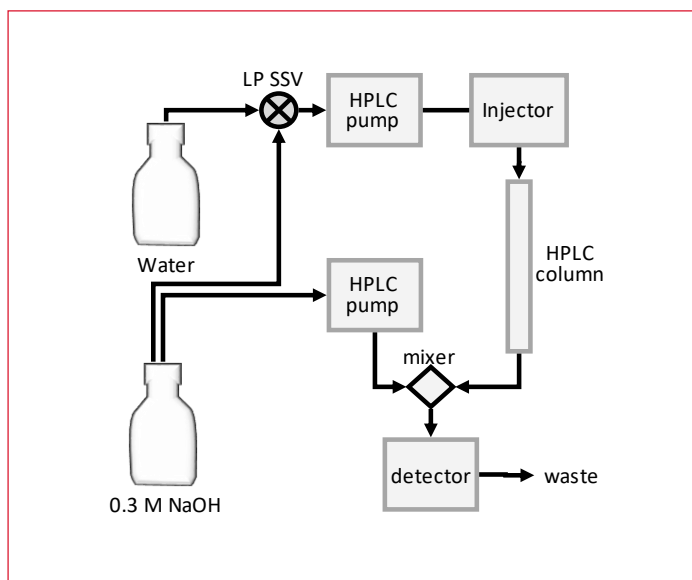 LP SSV
HPLC
pump
Injector
Water
HPLC
pump
HPLC
column
mixer
detector
waste
0.3 M NaOH